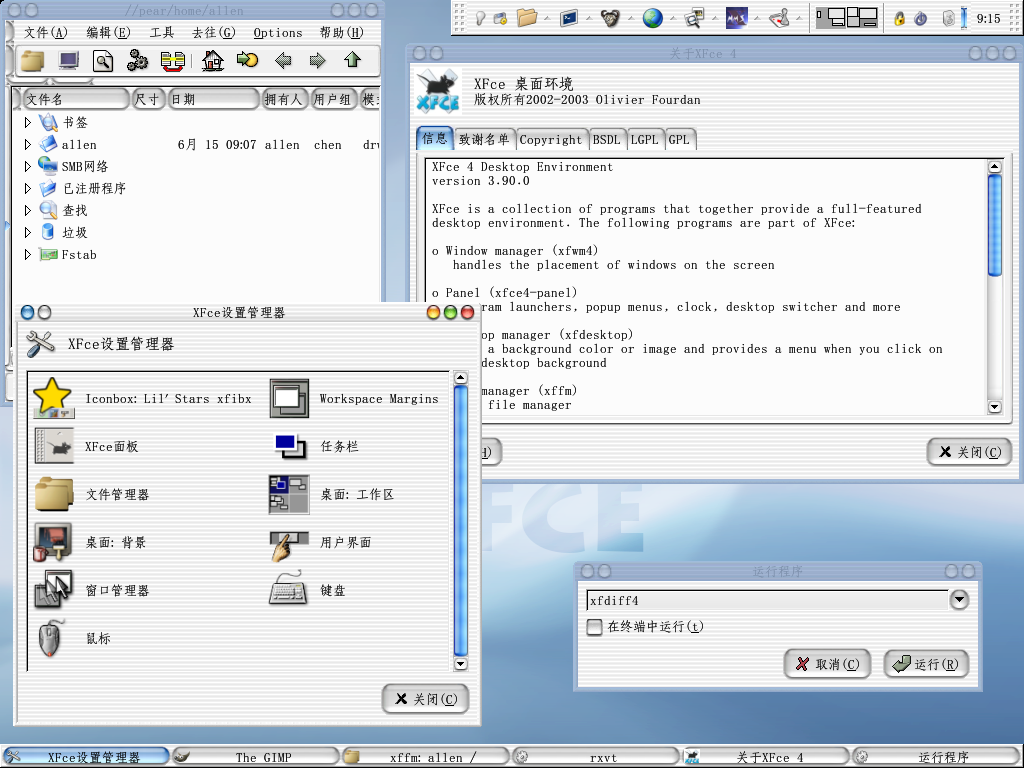 //pear/home/allen
文件(A) 编辑(E) 工具 去往(G) Options 帮助(H)
文件名 尺寸 日期 拥有人 用户组
书签
allen 6月 15 09:07 allen chen
SMB网络
已注册程序
查找
垃圾
Fstab
MHS
9:15
关于XFce 4
XFCE
XFce 桌面环境
版权所有2002-2003 Olivier Fourdan
信息 致谢名单 Copyright BSDL LGPL GPL
XFce 4 Desktop Environment
version 3.90.0
XFce is a collection of programs that together provide a full-featured
desktop environment. The following programs are part of XFce:
o Window manager (xfwm4)
handles the placement of windows on the screen
o Panel (xfce4-panel)
ram launchers, popup menus, clock, desktop switcher and more
op manager (xfdesktop)
a background color or image and provides a menu when you click on
desktop background
manager (xffm)
file manager
H)
关闭(C)
XFce设置管理器
XFce设置管理器
Iconbox: Lil' Stars xfibx
Workspace Margins
XFce面板
任务栏
文件管理器
桌面: 工作区
桌面: 背景
用户界面
窗口管理器
键盘
鼠标
关闭(C)
FCE
运行程序
xfdiff4
在终端中运行(t)
取消(C) 运行(R)
XFce设置管理器 The GIMP xffm: allen / rxvt 关于XFce 4 运行程序